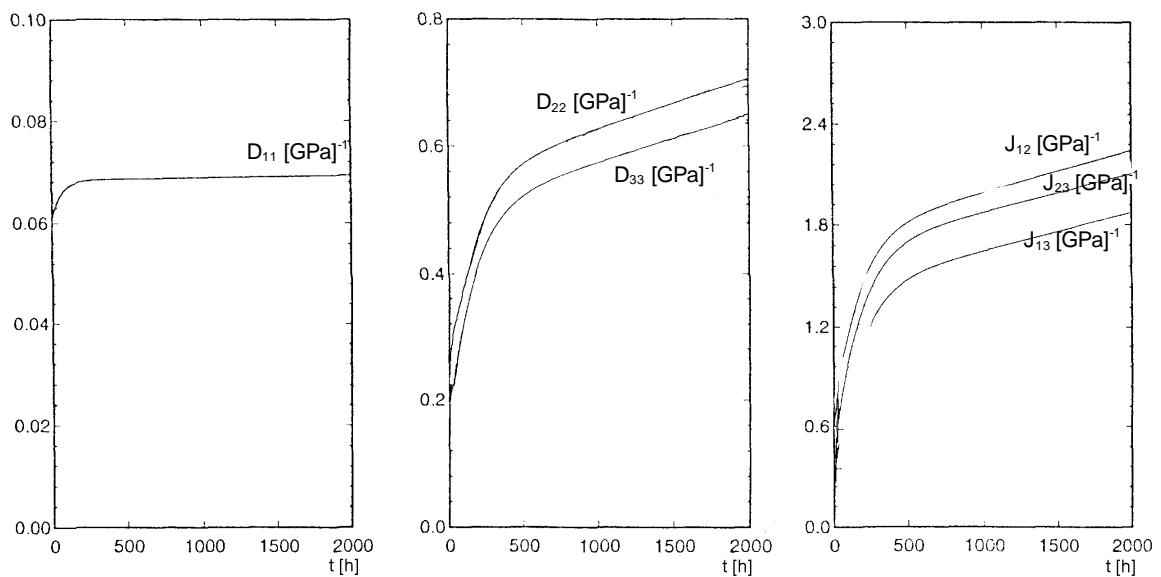 0.10
0.08
0.06
0.04
0.02
0.00
D₁₁ [GPa]⁻¹
0 500 1000 1500 2000
t [h]
0.8
0.6
0.4
0.2
0.0
D₂₂ [GPa]⁻¹
D₃₃ [GPa]⁻¹
0 500 1000 1500 2000
t [h]
3.0
2.4
1.8
1.2
0.6
0.0
J₁₂ [GPa]⁻¹
J₂₃ [GPa]⁻¹
J₁₃ [GPa]⁻¹
0 500 1000 1500 2000
t [h]